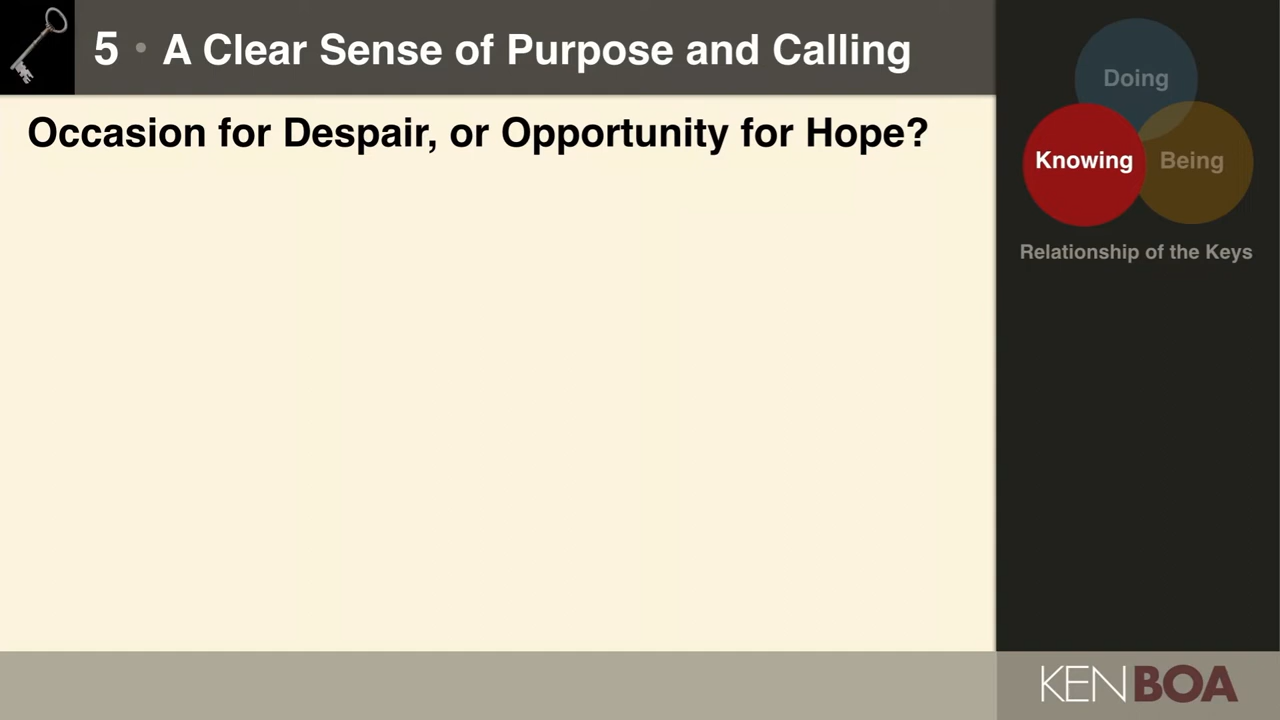 5 • A Clear Sense of Purpose and Calling
Occasion for Despair, or Opportunity for Hope?
Doing
Knowing Being
Relationship of the Keys
KENBOA